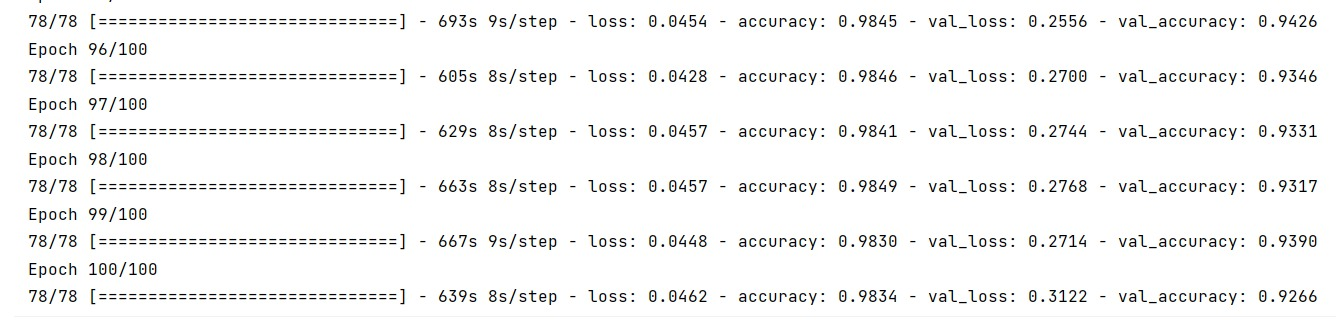 78/78 [==============================] - 693s 9s/step - loss: 0.0454 - accuracy: 0.9845 - val_loss: 0.2556 - val_accuracy: 0.9426
Epoch 96/100
78/78 [==============================] - 605s 8s/step - loss: 0.0428 - accuracy: 0.9846 - val_loss: 0.2700 - val_accuracy: 0.9346
Epoch 97/100
78/78 [==============================] - 629s 8s/step - loss: 0.0457 - accuracy: 0.9841 - val_loss: 0.2744 - val_accuracy: 0.9331
Epoch 98/100
78/78 [==============================] - 663s 8s/step - loss: 0.0457 - accuracy: 0.9849 - val_loss: 0.2768 - val_accuracy: 0.9317
Epoch 99/100
78/78 [==============================] - 667s 9s/step - loss: 0.0448 - accuracy: 0.9830 - val_loss: 0.2714 - val_accuracy: 0.9390
Epoch 100/100
78/78 [==============================] - 639s 8s/step - loss: 0.0462 - accuracy: 0.9834 - val_loss: 0.3122 - val_accuracy: 0.9266